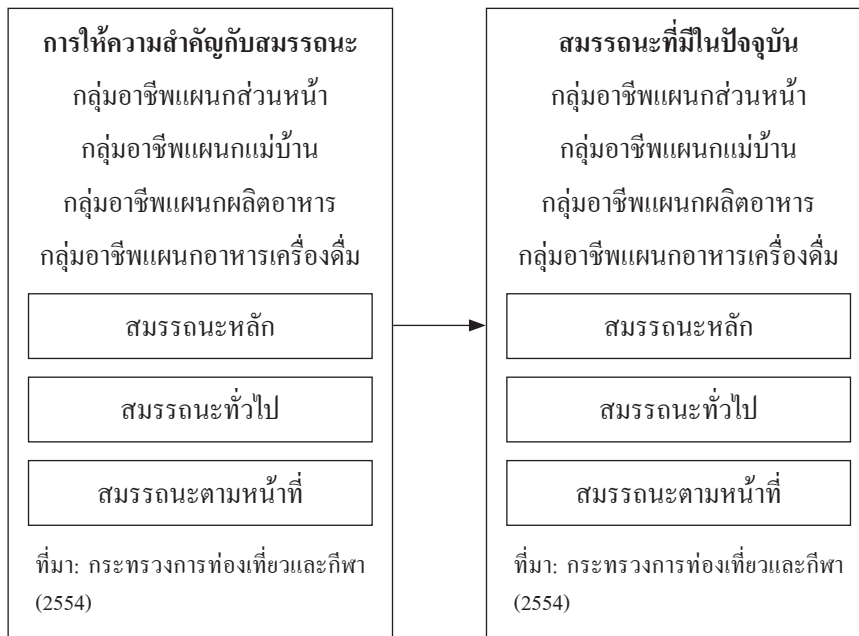 การให้ความสำคัญกับสมรรถนะ
กลุ่มอาชีพแผนกส่วนหน้า
กลุ่มอาชีพแผนกแม่บ้าน
กลุ่มอาชีพแผนกผลิตอาหาร
กลุ่มอาชีพแผนกอาหารเครื่องดื่ม
สมรรถนะหลัก
สมรรถนะทั่วไป
สมรรถนะตามหน้าที่
ที่มา: กระทรวงการท่องเที่ยวและกีฬา
(2554)
สมรรถนะที่มีในปัจจุบัน
กลุ่มอาชีพแผนกส่วนหน้า
กลุ่มอาชีพแผนกแม่บ้าน
กลุ่มอาชีพแผนกผลิตอาหาร
กลุ่มอาชีพแผนกอาหารเครื่องดื่ม
สมรรถนะหลัก
สมรรถนะทั่วไป
สมรรถนะตามหน้าที่
ที่มา: กระทรวงการท่องเที่ยวและกีฬา
(2554)